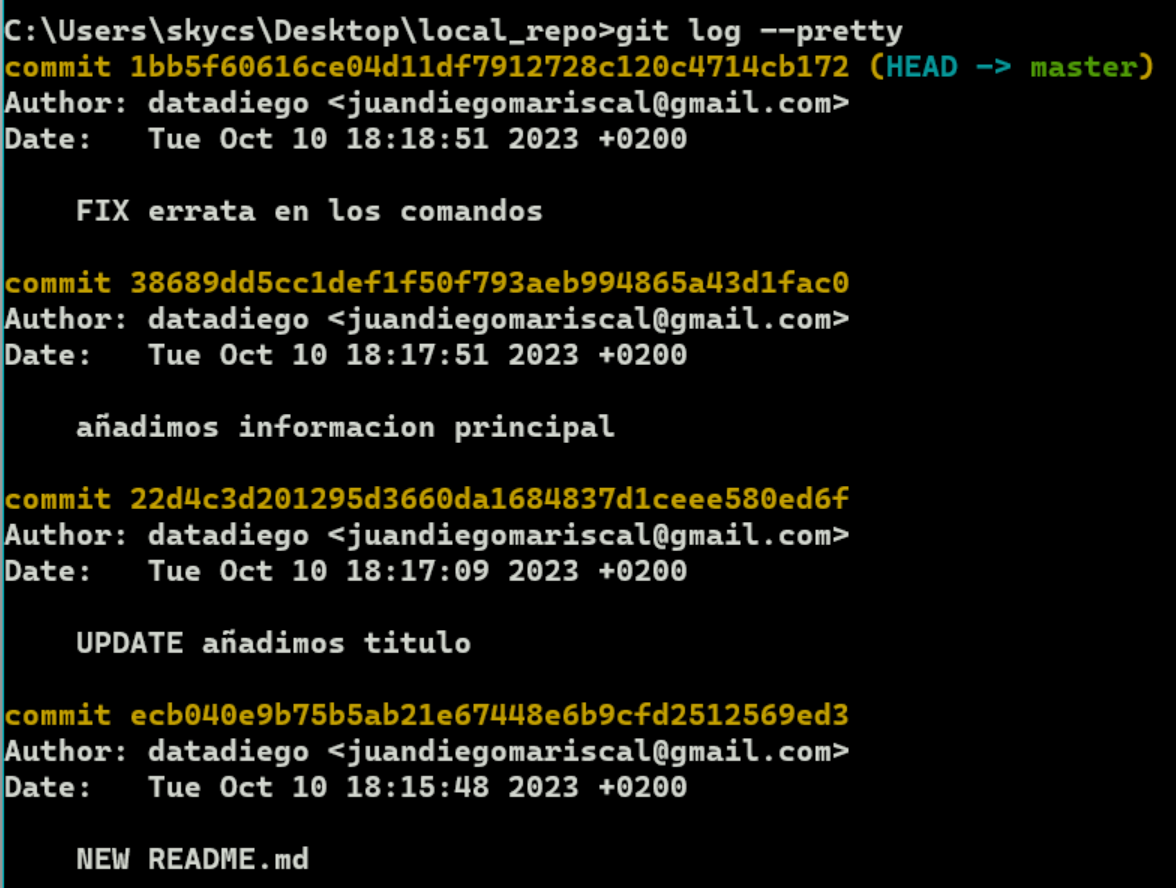 C:\Users\skycs\Desktop\local_repo>git log --pretty
commit 1bb5f60616ce04d11df7912728c120c4714cb172 (HEAD -> master)
Author: datadiego <juandiegomariscal@gmail.com>
Date:   Tue Oct 10 18:18:51 2023 +0200
FIX errata en los comandos
commit 38689dd5cc1def1f50f793aeb994865a43d1fac0
Author: datadiego <juandiegomariscal@gmail.com>
Date:   Tue Oct 10 18:17:51 2023 +0200
añadimos informacion principal
commit 22d4c3d201295d3660da1684837d1ceee580ed6f
Author: datadiego <juandiegomariscal@gmail.com>
Date:   Tue Oct 10 18:17:09 2023 +0200
UPDATE añadimos titulo
commit ecb040e9b75b5ab21e67448e6b9cfd2512569ed3
Author: datadiego <juandiegomariscal@gmail.com>
Date:   Tue Oct 10 18:15:48 2023 +0200
NEW README.md